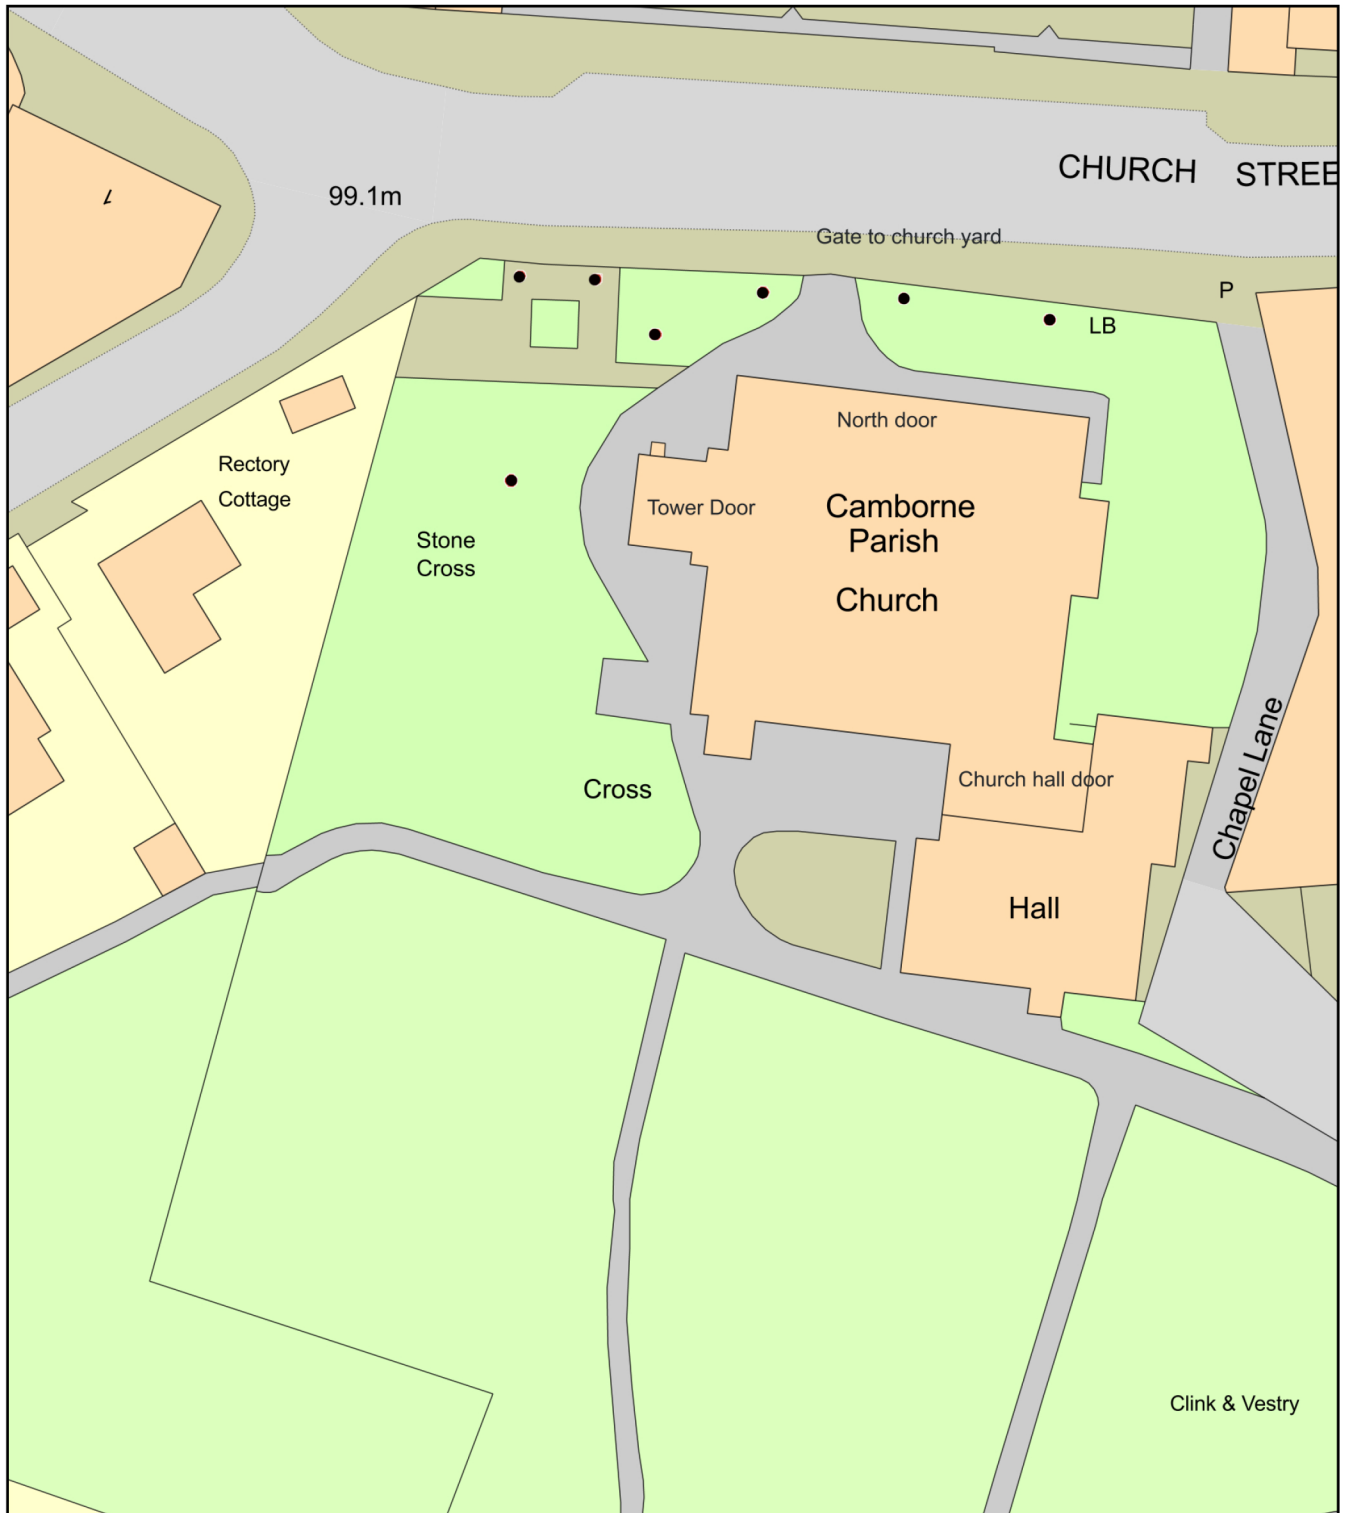 CHURCH STREE
1
99.1m
Gate to church yard
P
LB
North door
Rectory
Cottage
Tower Door
Camborne
Parish
Church
Stone
Cross
Church hall door
Cross
Chapel Lane
Hall
Clink & Vestry